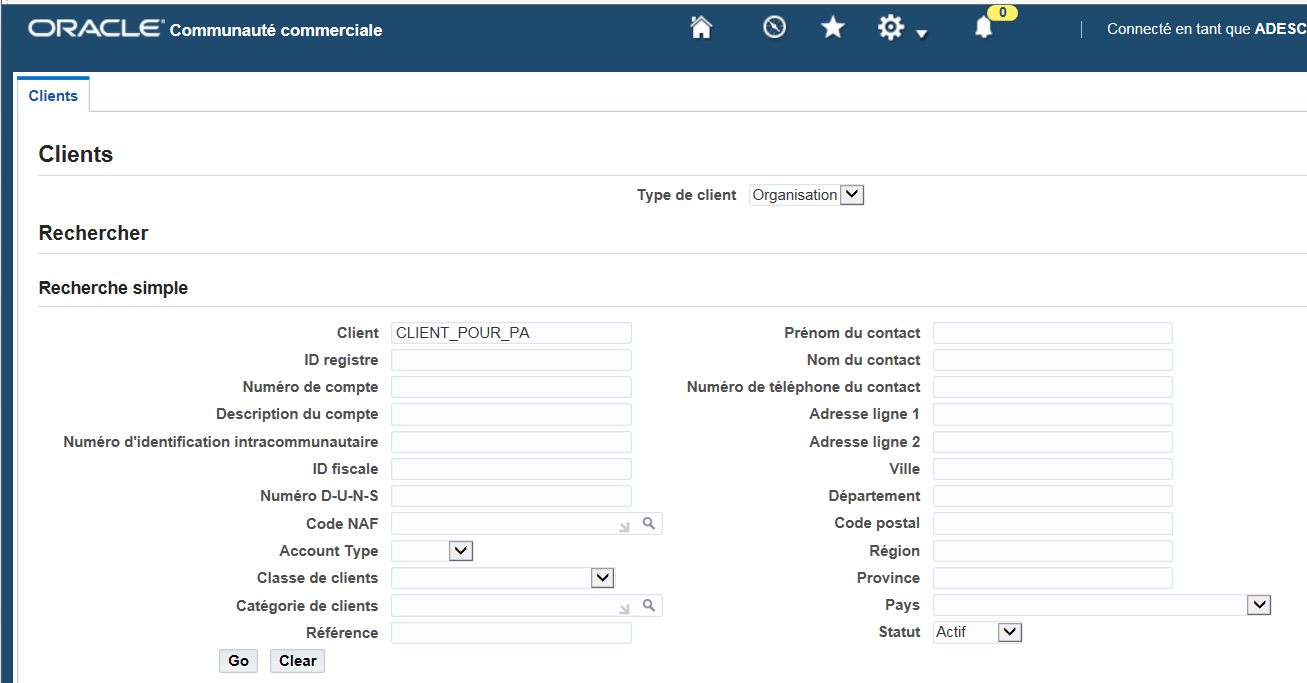 ORACLE Communauté commerciale
0
Connecté en tant que ADESC
Clients
Clients
Type de client Organisation
Rechercher
Recherche simple
Client CLIENT_POUR_PA Prénom du contact
ID registre Nom du contact
Numéro de compte Numéro de téléphone du contact
Description du compte Adresse ligne 1
Numéro d'identification intracommunautaire Adresse ligne 2
ID fiscale Ville
Numéro D-U-N-S Département
Code NAF Code postal
Account Type Région
Classe de clients Province
Catégorie de clients Pays
Référence Statut Actif
Go Clear